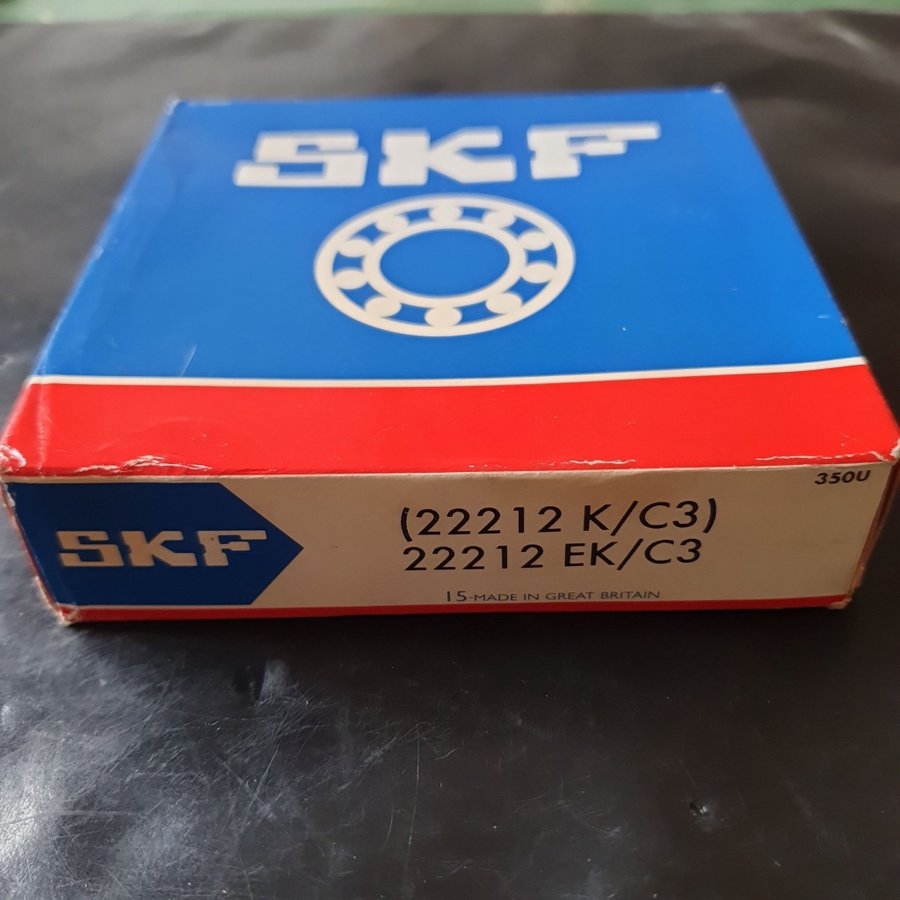 SKF
350U
SKF
(22212 K/C3)
22212 EK/C3
15-MADE IN GREAT BRITAIN